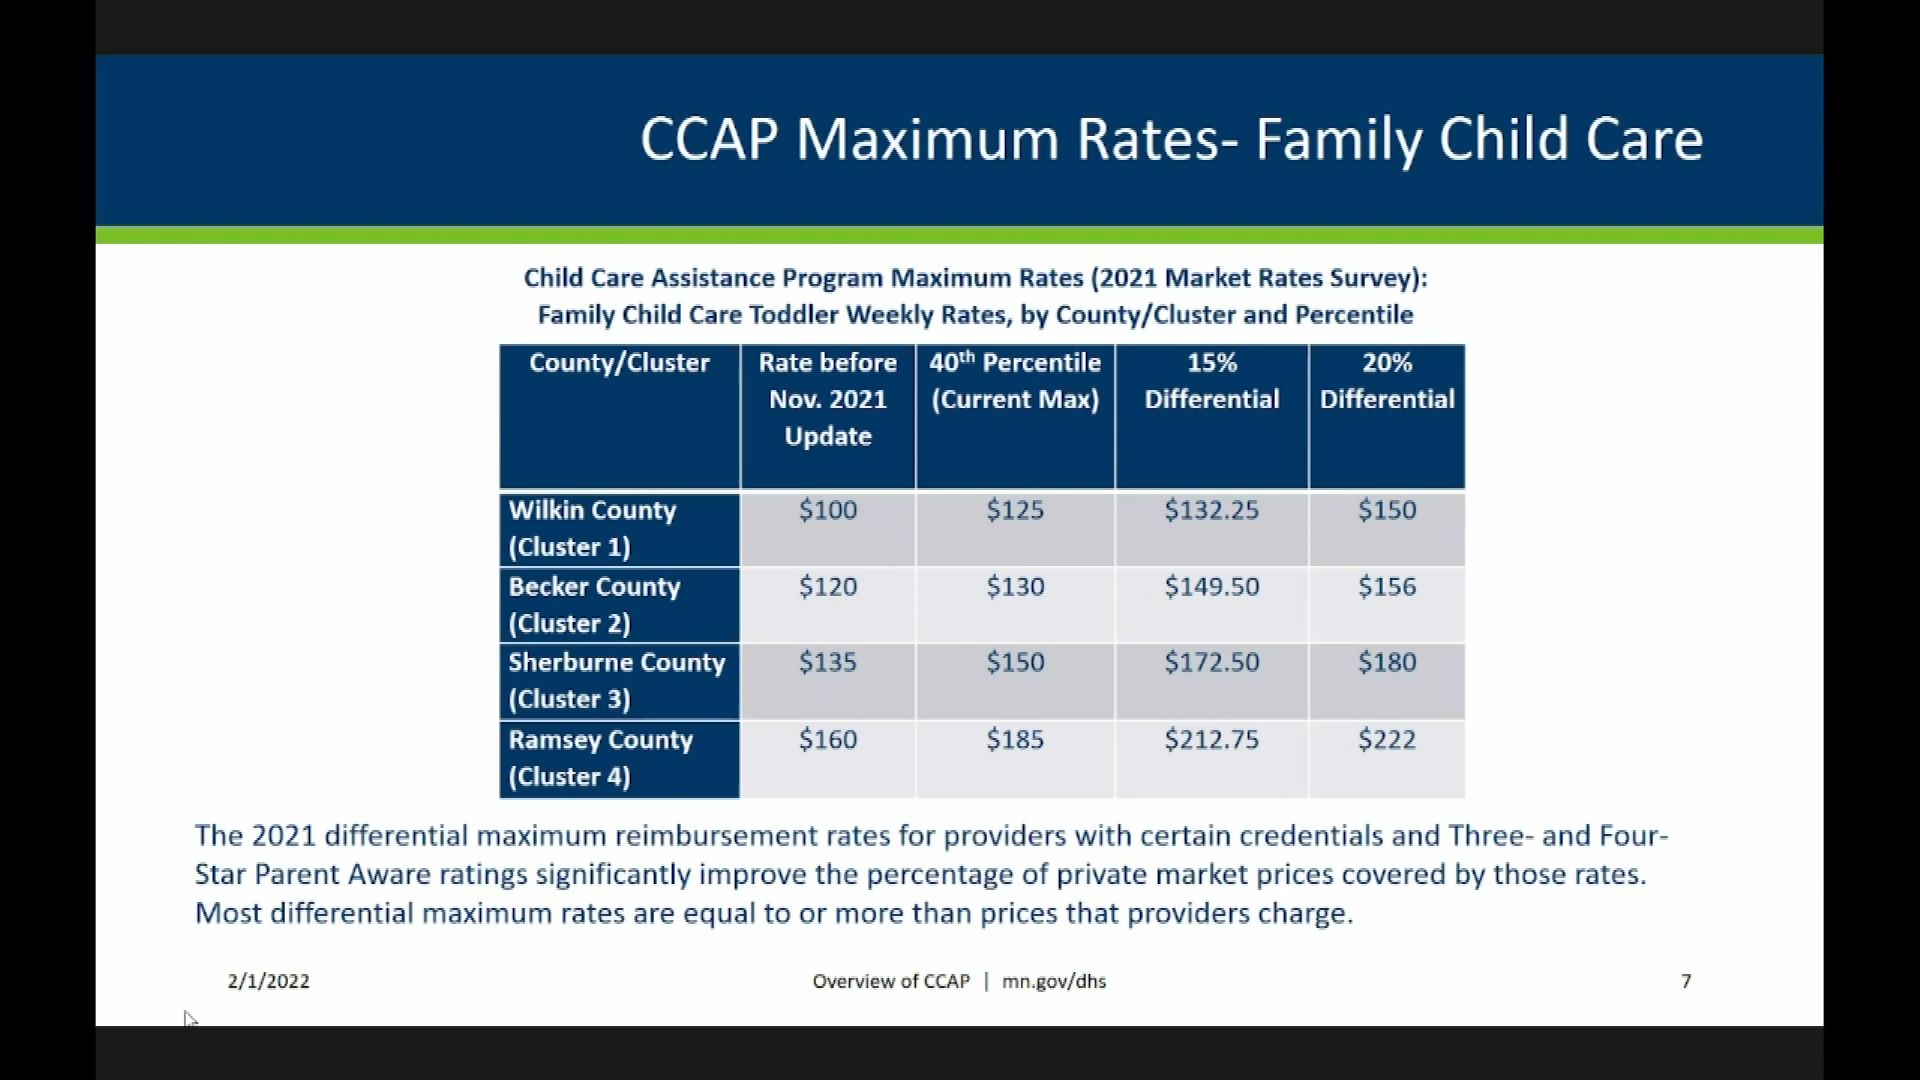 CCAP Maximum Rates- Family Child Care
Child Care Assistance Program Maximum Rates (2021 Market Rates Survey):
Family Child Care Toddler Weekly Rates, by County/Cluster and Percentile
County/Cluster
Rate before
Nov. 2021
Update
40th Percentile
(Current Max)
15%
Differential
20%
Differential
Wilkin County
(Cluster 1)
$100
$125
$132.25
$150
Becker County
(Cluster 2)
$120
$130
$149.50
$156
Sherburne County
(Cluster 3)
$135
$150
$172.50
$180
Ramsey County
(Cluster 4)
$160
$185
$212.75
$222
The 2021 differential maximum reimbursement rates for providers with certain credentials and Three- and Four-
Star Parent Aware ratings significantly improve the percentage of private market prices covered by those rates.
Most differential maximum rates are equal to or more than prices that providers charge.
2/1/2022
Overview of CCAP | mn.gov/dhs
7